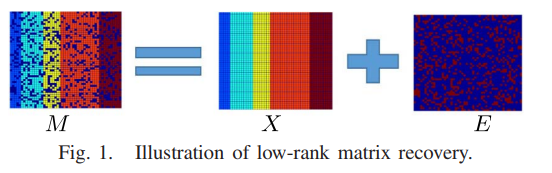 M X E
Fig. 1. Illustration of low-rank matrix recovery.